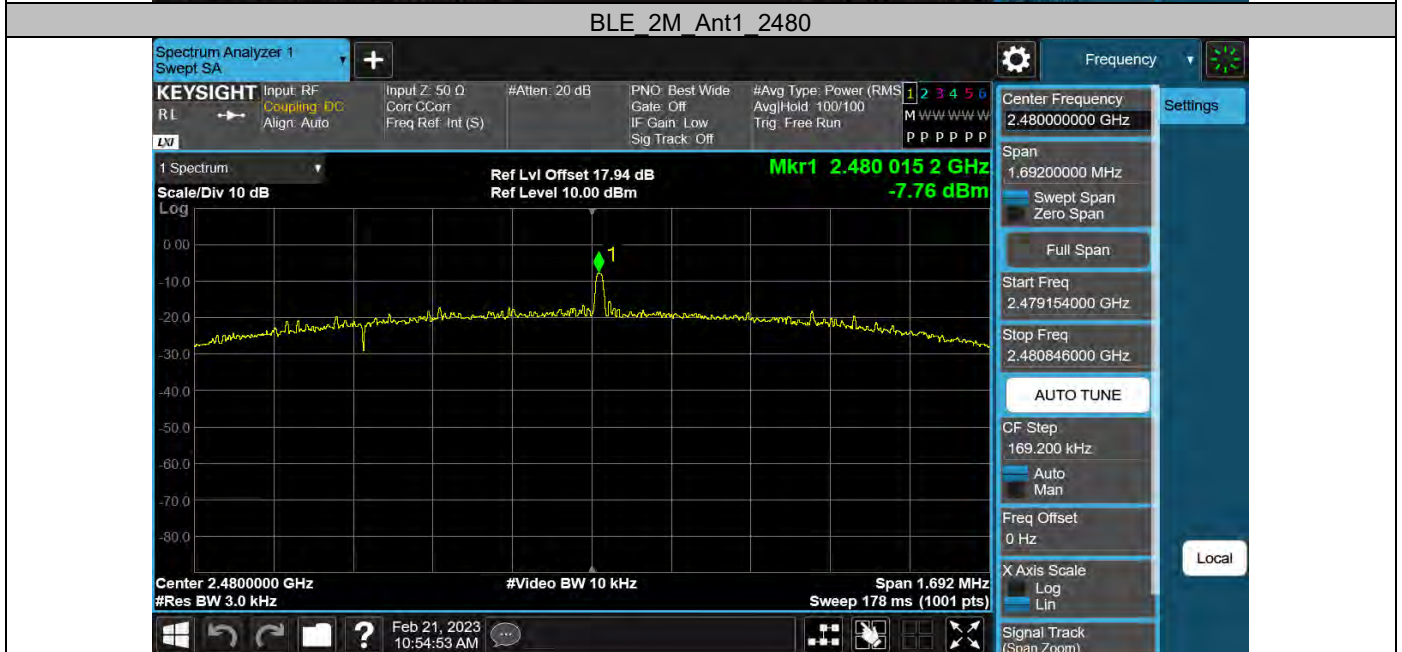 BLE_2M_Ant1_2480
Spectrum Analyzer 1
Swept SA
Frequency
KEYSIGHT
RL
LXI
Input: RF
Coupling: DC
Align: Auto
Input Z: 50 Ω
Corr CCorr
Freq Ref: Int (S)
#Atten: 20 dB
PNO: Best Wide
Gate: Off
IF Gain: Low
Sig Track: Off
#Avg Type: Power (RMS
Avg|Hold: 100/100
Trig: Free Run
1 2 3 4 5 6
M W W W W W
P P P P P P
1 Spectrum
Scale/Div 10 dB
Ref Lvl Offset 17.94 dB
Ref Level 10.00 dBm
Mkr1 2.480 015 2 GHz
-7.76 dBm
Log
1
0.00
-10.0
-20.0
-30.0
-40.0
-50.0
-60.0
-70.0
-80.0
Center 2.4800000 GHz
#Res BW 3.0 kHz
#Video BW 10 kHz
Span 1.692 MHz
Sweep 178 ms (1001 pts)
Feb 21, 2023
10:54:53 AM
Center Frequency
2.480000000 GHz
Settings
Span
1.69200000 MHz
Swept Span
Zero Span
Full Span
Start Freq
2.479154000 GHz
Stop Freq
2.480846000 GHz
AUTO TUNE
CF Step
169.200 kHz
Auto
Man
Freq Offset
0 Hz
X Axis Scale
Log
Lin
Local
Signal Track
(Span Zoom)